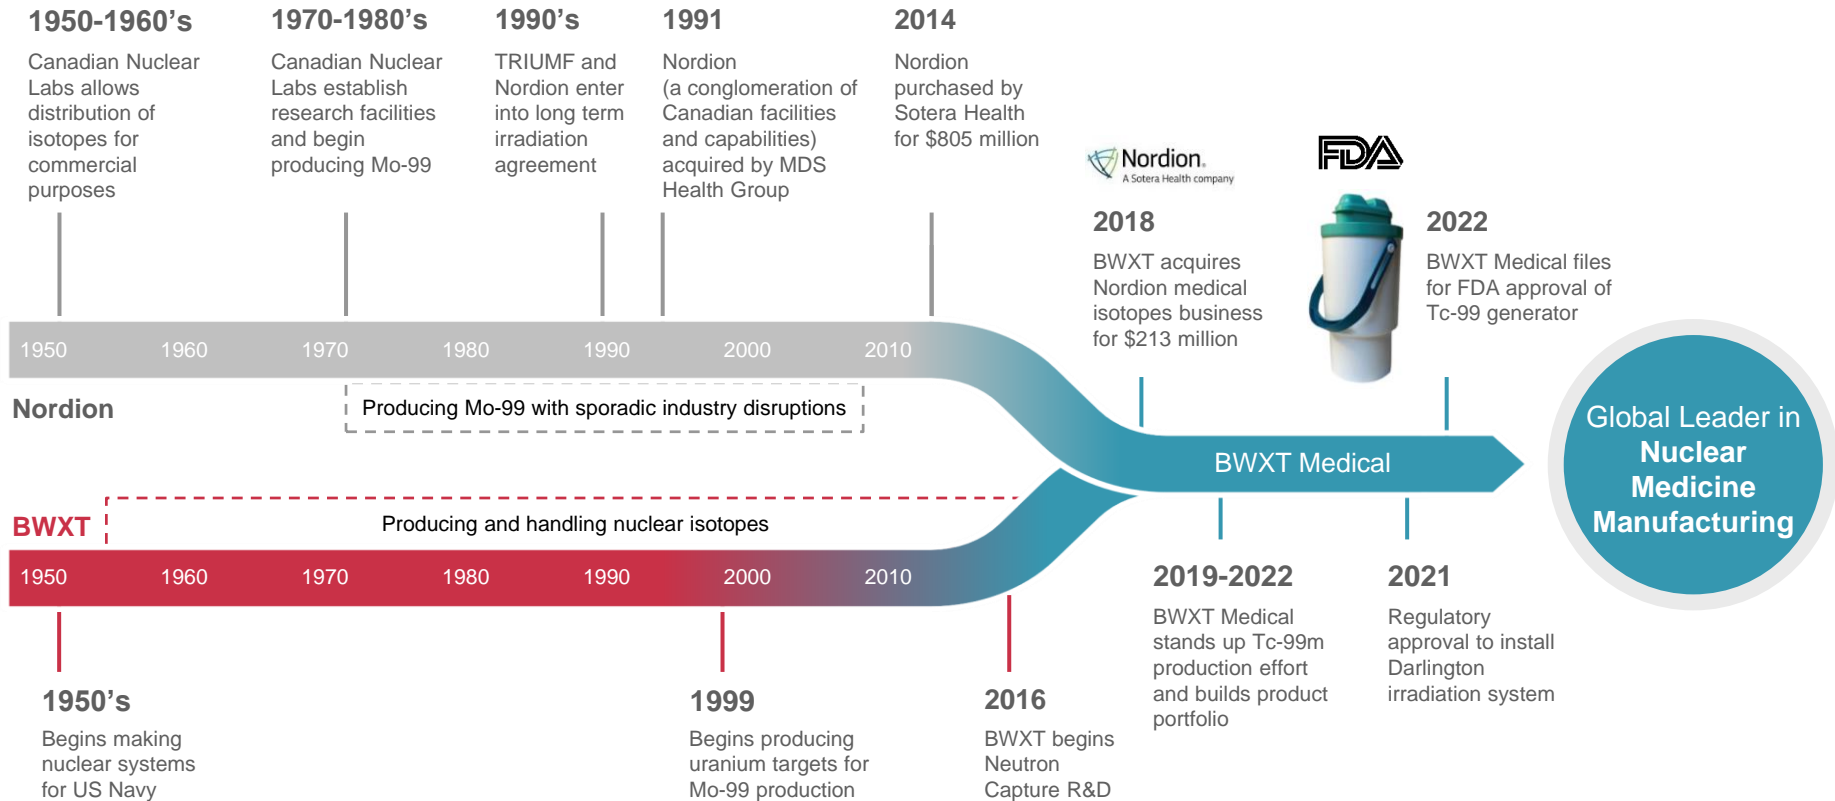 1950-1960's
Canadian Nuclear
Labs allows
distribution of
isotopes for
commercial
purposes
1970-1980's
Canadian Nuclear
Labs establish
research facilities
and begin
producing Mo-99
1990's
TRIUMF and
Nordion enter
into long term
irradiation
agreement
1991
Nordion
(a conglomeration of
Canadian facilities
and capabilities)
acquired by MDS
Health Group
2014
Nordion
purchased by
Sotera Health
for $805 million
Nordion
A Sotera Health company
2018
BWXT acquires
Nordion medical
isotopes business
for $213 million
FDA
2022
BWXT Medical files
for FDA approval of
Tc-99 generator
1950 1960 1970 1980 1990 2000 2010
Nordion
Producing Mo-99 with sporadic industry disruptions
BWXT Medical
Global Leader in
Nuclear
Medicine
Manufacturing
BWXT
Producing and handling nuclear isotopes
1950 1960 1970 1980 1990 2000 2010
1950's
Begins making
nuclear systems
for US Navy
1999
Begins producing
uranium targets for
Mo-99 production
2016
BWXT begins
Neutron
Capture R&D
2019-2022
BWXT Medical
stands up Tc-99m
production effort
and builds product
portfolio
2021
Regulatory
approval to install
Darlington
irradiation system